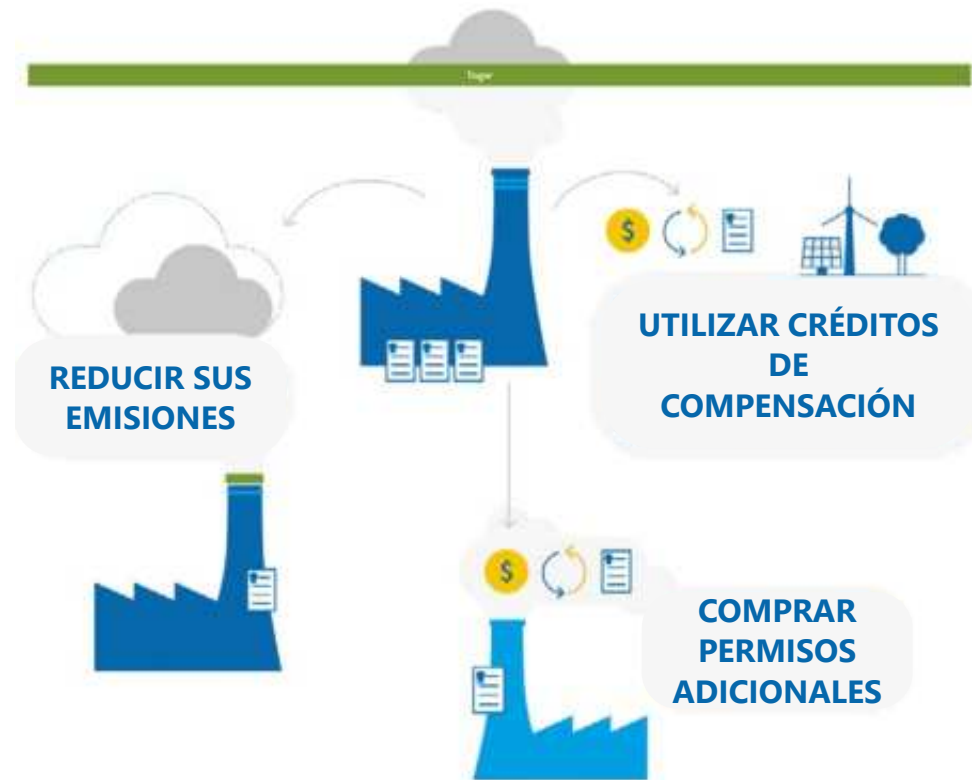 REDUCIR SUS
EMISIONES
UTILIZAR CRÉDITOS
DE
COMPENSACIÓN
COMPRAR
PERMISOS
ADICIONALES